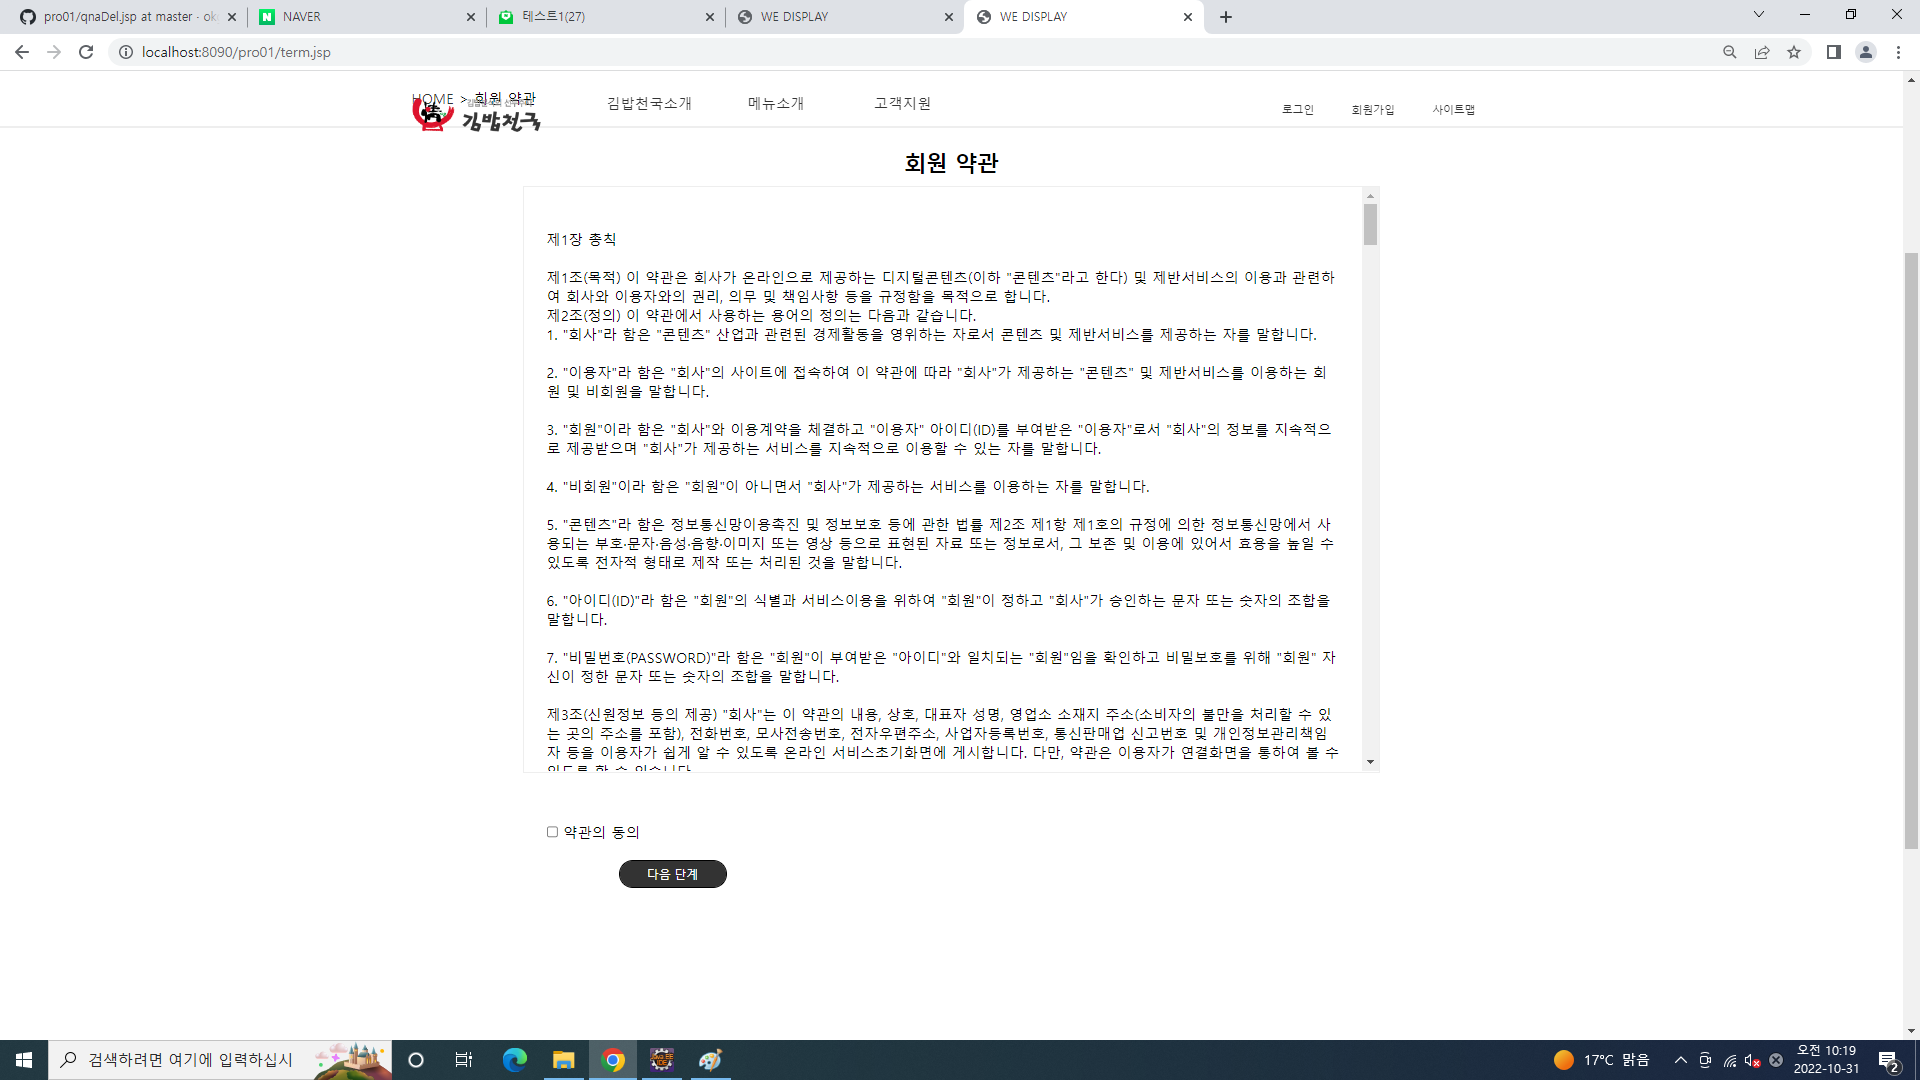 pro01/qnaDel.jsp at master · ok
NAVER
테스트1(27)
WE DISPLAY
WE DISPLAY
localhost:8090/pro01/term.jsp
HOME > 회원 약관
김밥천국
김밥천국소개
메뉴소개
고객지원
로그인
회원가입
사이트맵
회원 약관
제1장 총칙
제1조(목적) 이 약관은 회사가 온라인으로 제공하는 디지털콘텐츠(이하 "콘텐츠"라고 한다) 및 제반서비스의 이용과 관련하
여 회사와 이용자와의 권리, 의무 및 책임사항 등을 규정함을 목적으로 합니다.
제2조(정의) 이 약관에서 사용하는 용어의 정의는 다음과 같습니다.
1. "회사"라 함은 "콘텐츠" 산업과 관련된 경제활동을 영위하는 자로서 콘텐츠 및 제반서비스를 제공하는 자를 말합니다.
2. "이용자"라 함은 "회사"의 사이트에 접속하여 이 약관에 따라 "회사"가 제공하는 "콘텐츠" 및 제반서비스를 이용하는 회
원 및 비회원을 말합니다.
3. "회원"이라 함은 "회사"와 이용계약을 체결하고 "이용자" 아이디(ID)를 부여받은 "이용자"로서 "회사"의 정보를 지속적으
로 제공받으며 "회사"가 제공하는 서비스를 지속적으로 이용할 수 있는 자를 말합니다.
4. "비회원"이라 함은 "회원"이 아니면서 "회사"가 제공하는 서비스를 이용하는 자를 말합니다.
5. "콘텐츠"라 함은 정보통신망이용촉진 및 정보보호 등에 관한 법률 제2조 제1항 제1호의 규정에 의한 정보통신망에서 사
용되는 부호·문자·음성·음향·이미지 또는 영상 등으로 표현된 자료 또는 정보로서, 그 보존 및 이용에 있어서 효용을 높일 수
있도록 전자적 형태로 제작 또는 처리된 것을 말합니다.
6. "아이디(ID)"라 함은 "회원"의 식별과 서비스이용을 위하여 "회원"이 정하고 "회사"가 승인하는 문자 또는 숫자의 조합을
말합니다.
7. "비밀번호(PASSWORD)"라 함은 "회원"이 부여받은 "아이디"와 일치되는 "회원"임을 확인하고 비밀보호를 위해 "회원" 자
신이 정한 문자 또는 숫자의 조합을 말합니다.
제3조(신원정보 등의 제공) "회사"는 이 약관의 내용, 상호, 대표자 성명, 영업소 소재지 주소(소비자의 불만을 처리할 수 있
는 곳의 주소를 포함), 전화번호, 모사전송번호, 전자우편주소, 사업자등록번호, 통신판매업 신고번호 및 개인정보관리책임
자 등을 이용자가 쉽게 알 수 있도록 온라인 서비스초기화면에 게시합니다. 다만, 약관은 이용자가 연결화면을 통하여 볼 수
있도록 할 수 있습니다.
약관의 동의
다음 단계
검색하려면 여기에 입력하십시
17°C 맑음
오전 10:19
2022-10-31
2